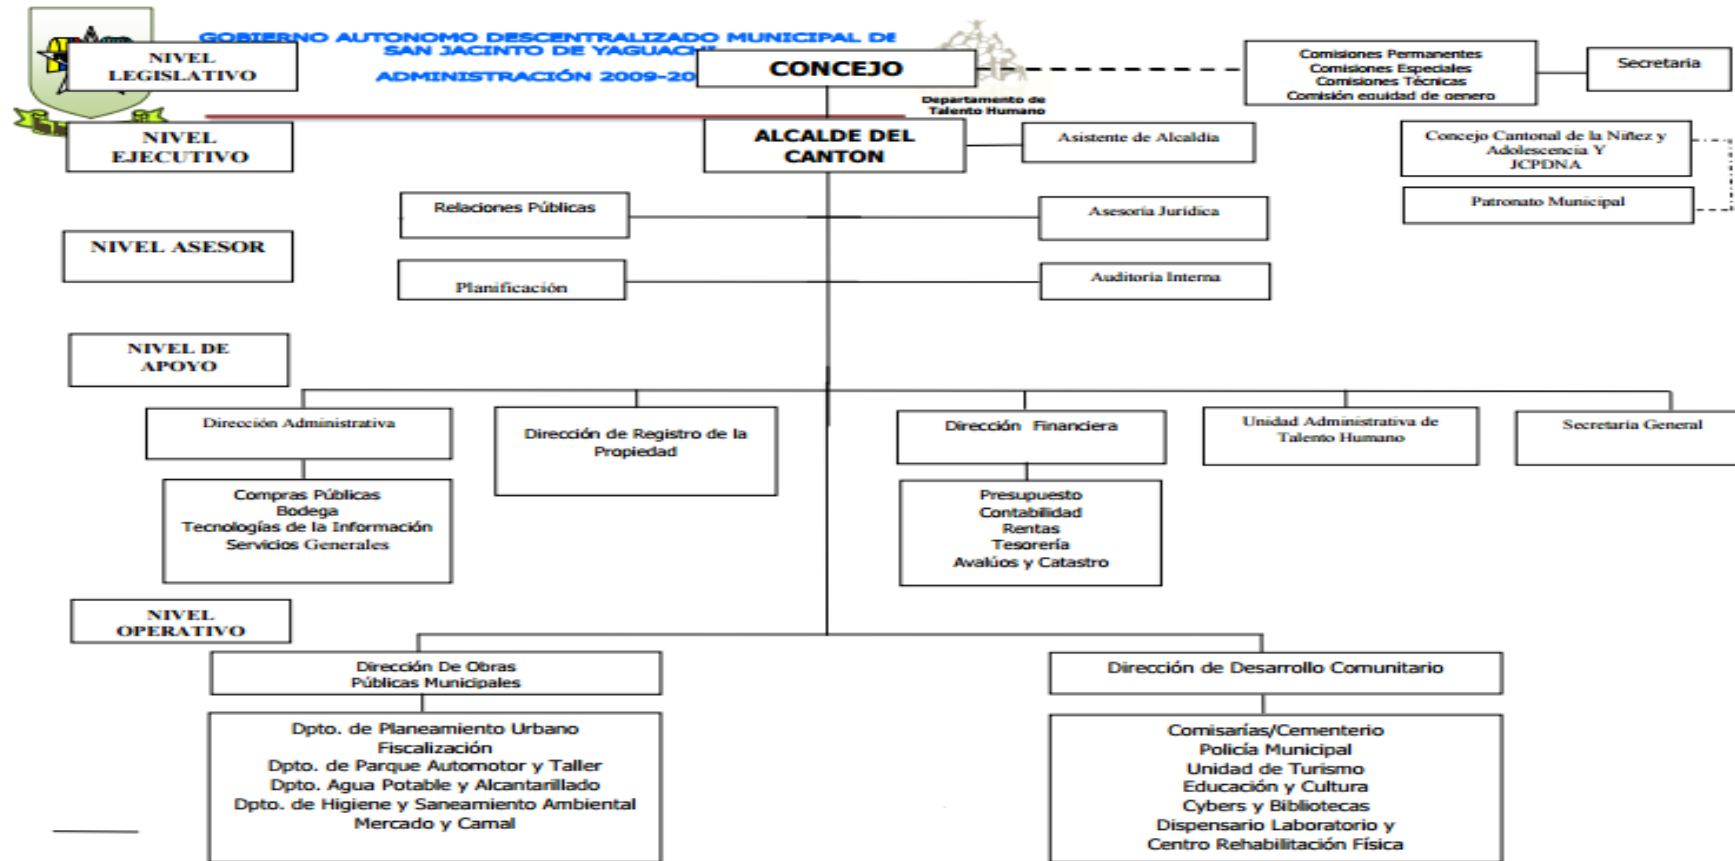 GOBIERNO AUTONOMO DESCENTRALIZADO MUNICIPAL DE
SAN JACINTO DE
ADMINISTRACIÓN
NIVEL
LEGISLATIVO
CONCEJO
Comisiones Permanentes
Comisiones Especiales
Comisiones Técnicas
Comisión equidad de genero
Secretaria
Departamento de
Talento Humano
NIVEL
EJECUTIVO
ALCALDE DEL
CANTON
Asistente de Alcaldía
Concejo Cantonal de la Niñez y
Adolescencia Y
JCPDNA
Relaciones Públicas
Asesoría Jurídica
Patronato Municipal
NIVEL ASESOR
Planificación
Auditoria Interna
NIVEL DE
APOYO
Dirección Administrativa
Dirección de Registro de la
Propiedad
Dirección Financiera
Unidad Administrativa de
Talento Humano
Secretaría General
Compras Públicas
Bodega
Tecnologías de la Información
Servicios Generales
Presupuesto
Contabilidad
Rentas
Tesorería
Avalúos y Catastro
NIVEL
OPERATIVO
Dirección De Obras
Públicas Municipales
Dirección de Desarrollo Comunitario
Dpto. de Planeamiento Urbano
Fiscalización
Dpto. de Parque Automotor y Taller
Dpto. Agua Potable y Alcantarillado
Dpto. de Higiene y Saneamiento Ambiental
Mercado y Camal
Comisarías/Cementerio
Policía Municipal
Unidad de Turismo
Educación y Cultura
Cybers y Bibliotecas
Dispensario Laboratorio y
Centro Rehabilitación Física